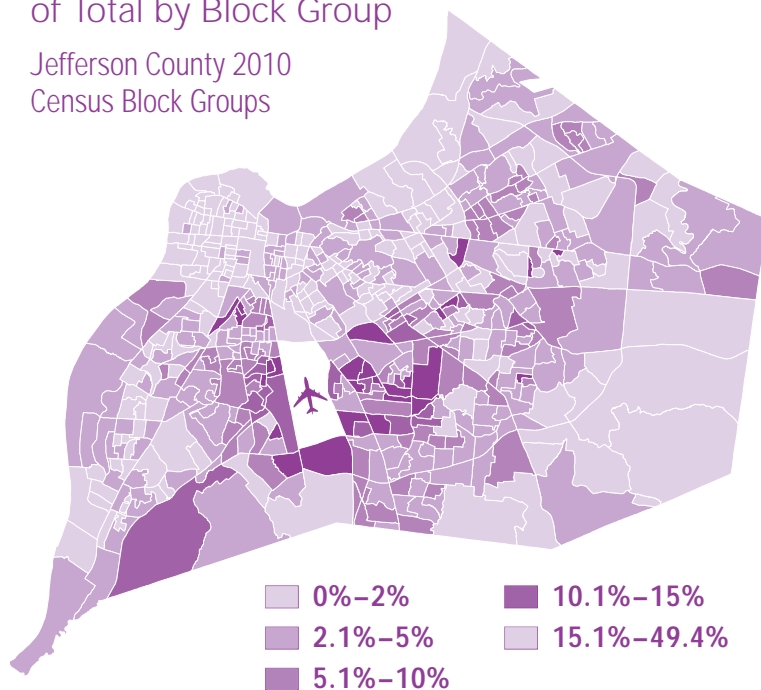 of Total by Block Group
Jefferson County 2010
Census Block Groups
0%–2%
2.1%–5%
5.1%–10%
10.1%–15%
15.1%–49.4%